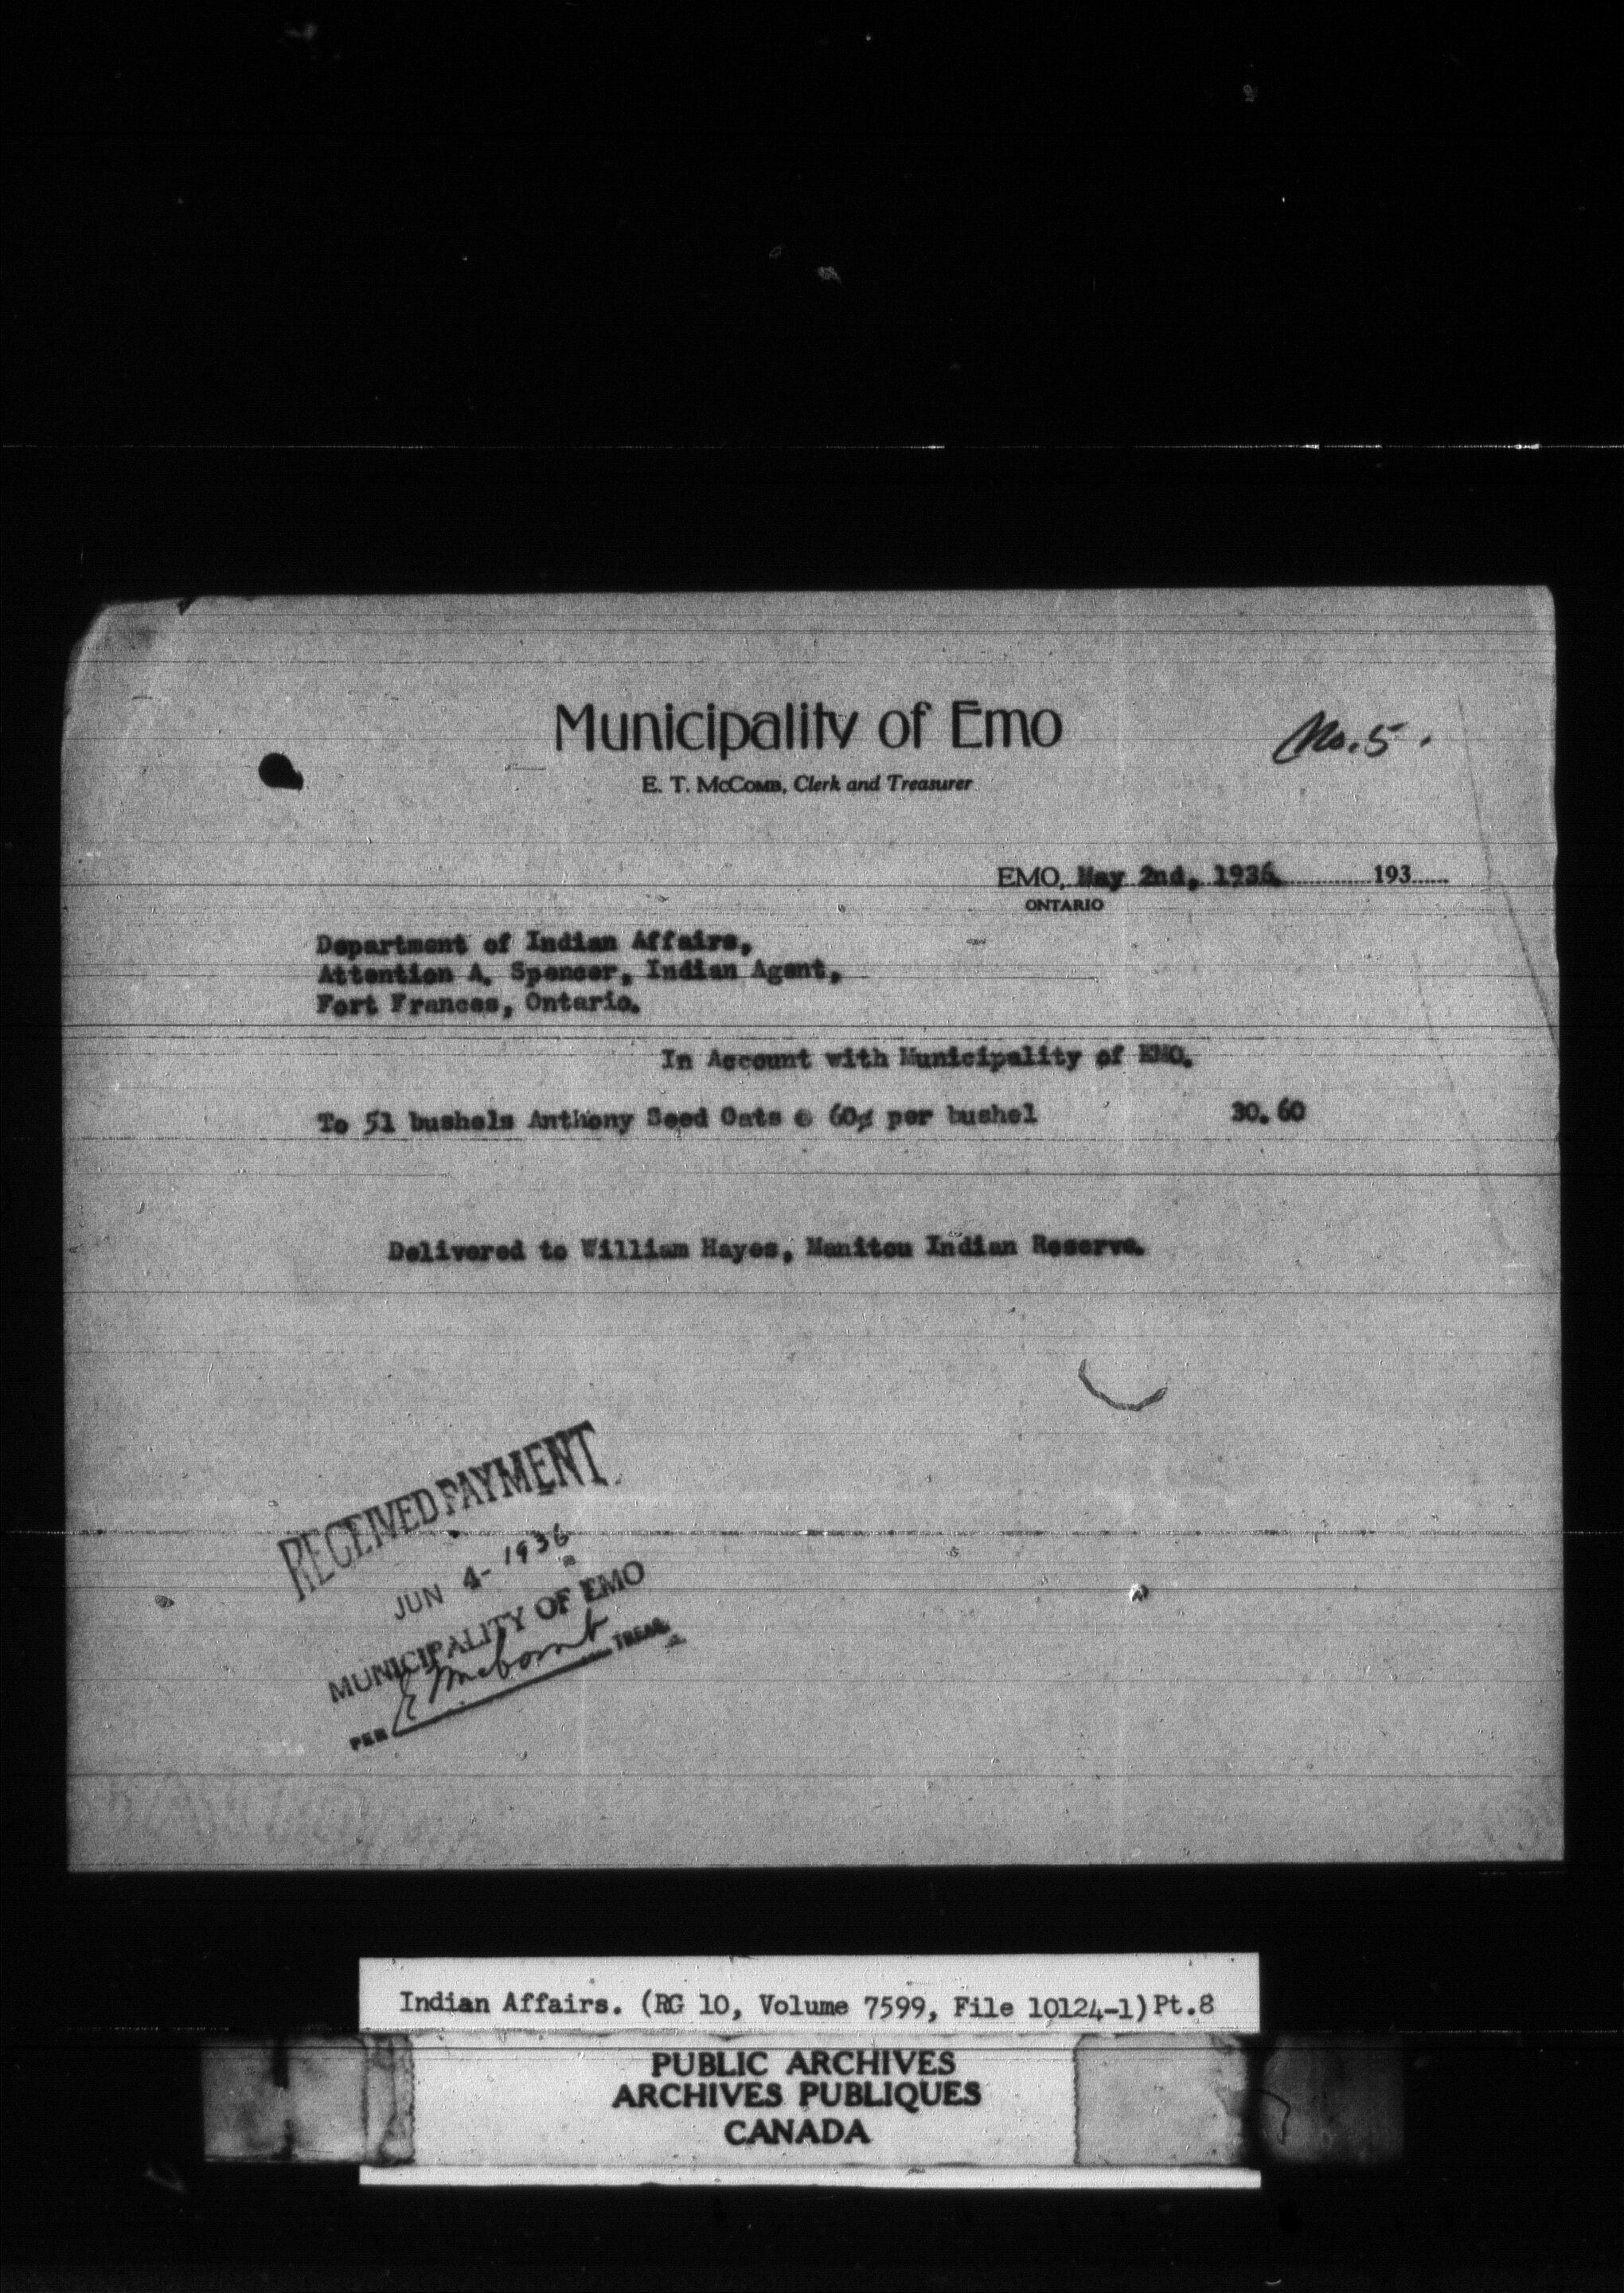 Municipality of Emo
No. 5.
E. T. McComb, Clerk and Treasurer
EMO, May 2nd, 1936. 193
ONTARIO
Department of Indian Affairs,
Attention A. Spencer, Indian Agent,
Fort Frances, Ontario.
In Account with Municipality of EMO.
To 51 bushels Anthony Seed Oats @ 60¢ per bushel 30.60
Delivered to William Hayes, Manitou Indian Reserve.
RECEIVED PAYMENT
JUN 4- 1936
MUNICIPALITY OF EMO
PER TREAS.
Indian Affairs. (RG 10, Volume 7599, File 10124-1) Pt.8
PUBLIC ARCHIVES
ARCHIVES PUBLIQUES
CANADA